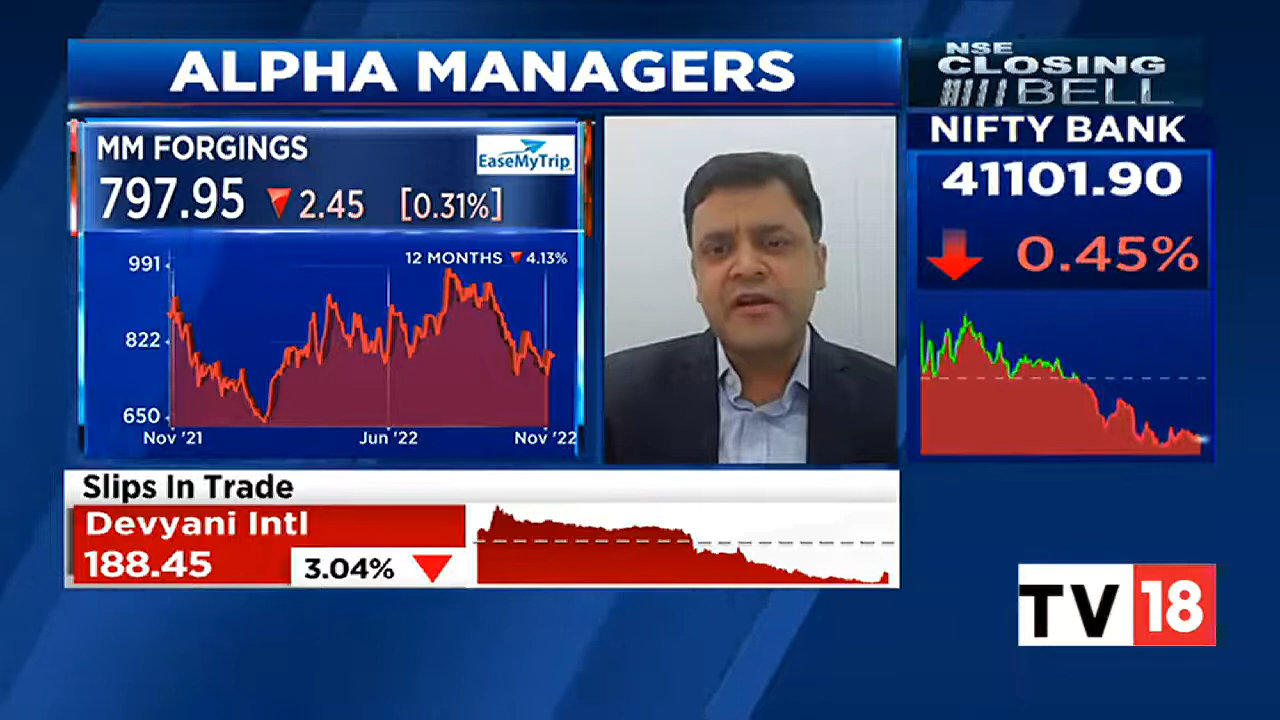 ALPHA MANAGERS
NSE
CLOSING
BELL
MM FORGINGS
EaseMyTrip
797.95 ▼ 2.45 [0.31%]
12 MONTHS ▼ 4.13%
991
822
650
Nov '21 Jun '22 Nov '22
NIFTY BANK
41101.90
0.45%
Slips In Trade
Devyani Intl
188.45 3.04% ▼
TV 18